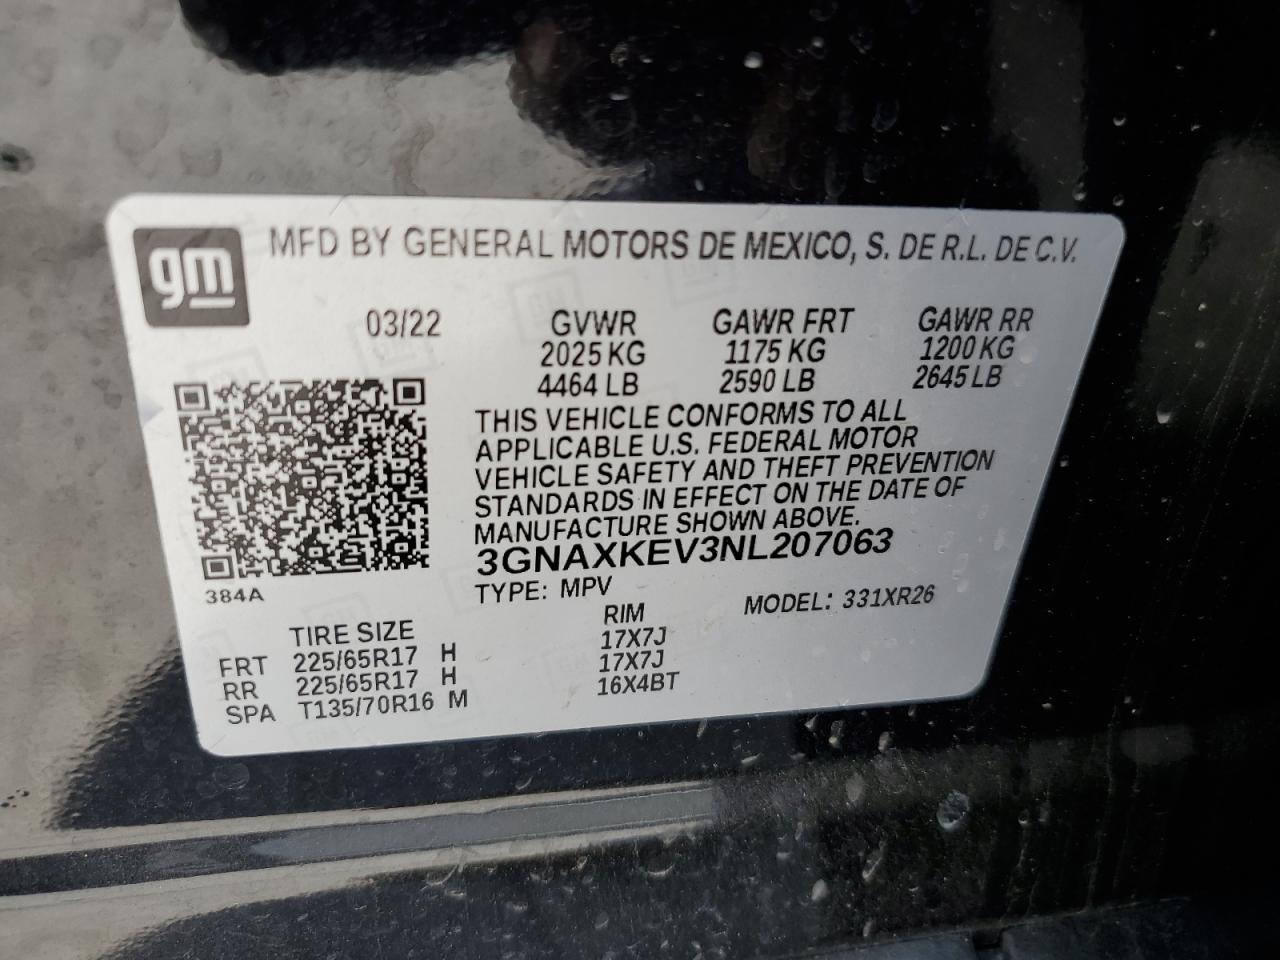 gm
MFD BY GENERAL MOTORS DE MEXICO, S. DE R.L. DE C.V.
03/22 GVWR GAWR FRT GAWR RR
2025 KG 1175 KG 1200 KG
4464 LB 2590 LB 2645 LB
THIS VEHICLE CONFORMS TO ALL
APPLICABLE U.S. FEDERAL MOTOR
VEHICLE SAFETY AND THEFT PREVENTION
STANDARDS IN EFFECT ON THE DATE OF
MANUFACTURE SHOWN ABOVE.
3GNAXKEV3NL207063
384A
TYPE: MPV MODEL: 331XR26
TIRE SIZE RIM
FRT 225/65R17 H 17X7J
RR 225/65R17 H 17X7J
SPA T135/70R16 M 16X4BT